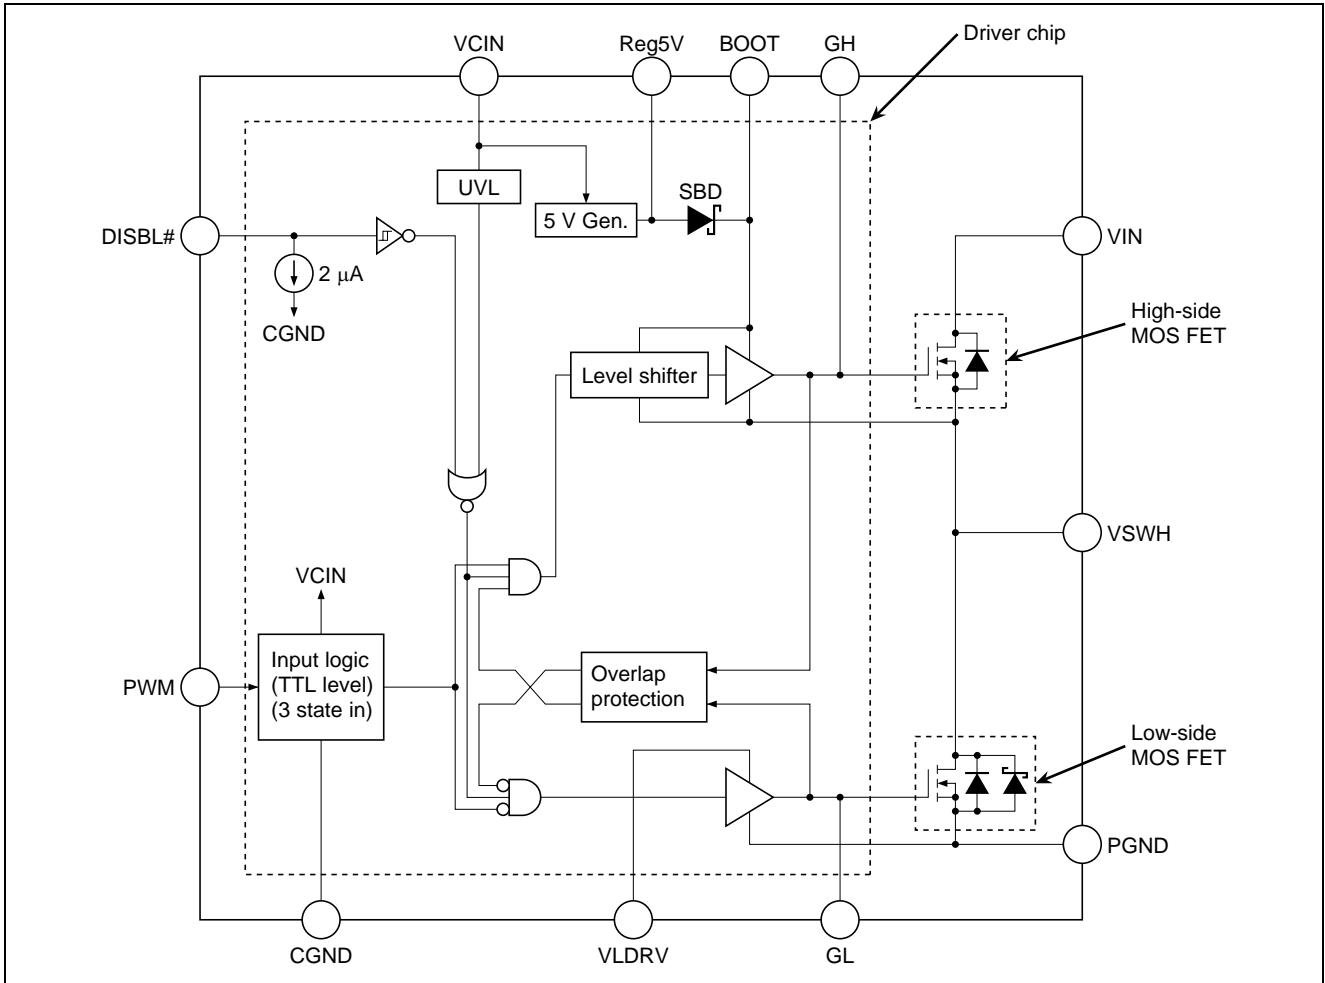 Driver chip
VCIN
Reg5V
BOOT
GH
UVL
SBD
5 V Gen.
DISBL#
2 μA
CGND
VIN
High-side
MOS FET
Level shifter
VSWH
VCIN
Input logic
(TTL level)
(3 state in)
PWM
Overlap
protection
Low-side
MOS FET
PGND
CGND
VLDRV
GL